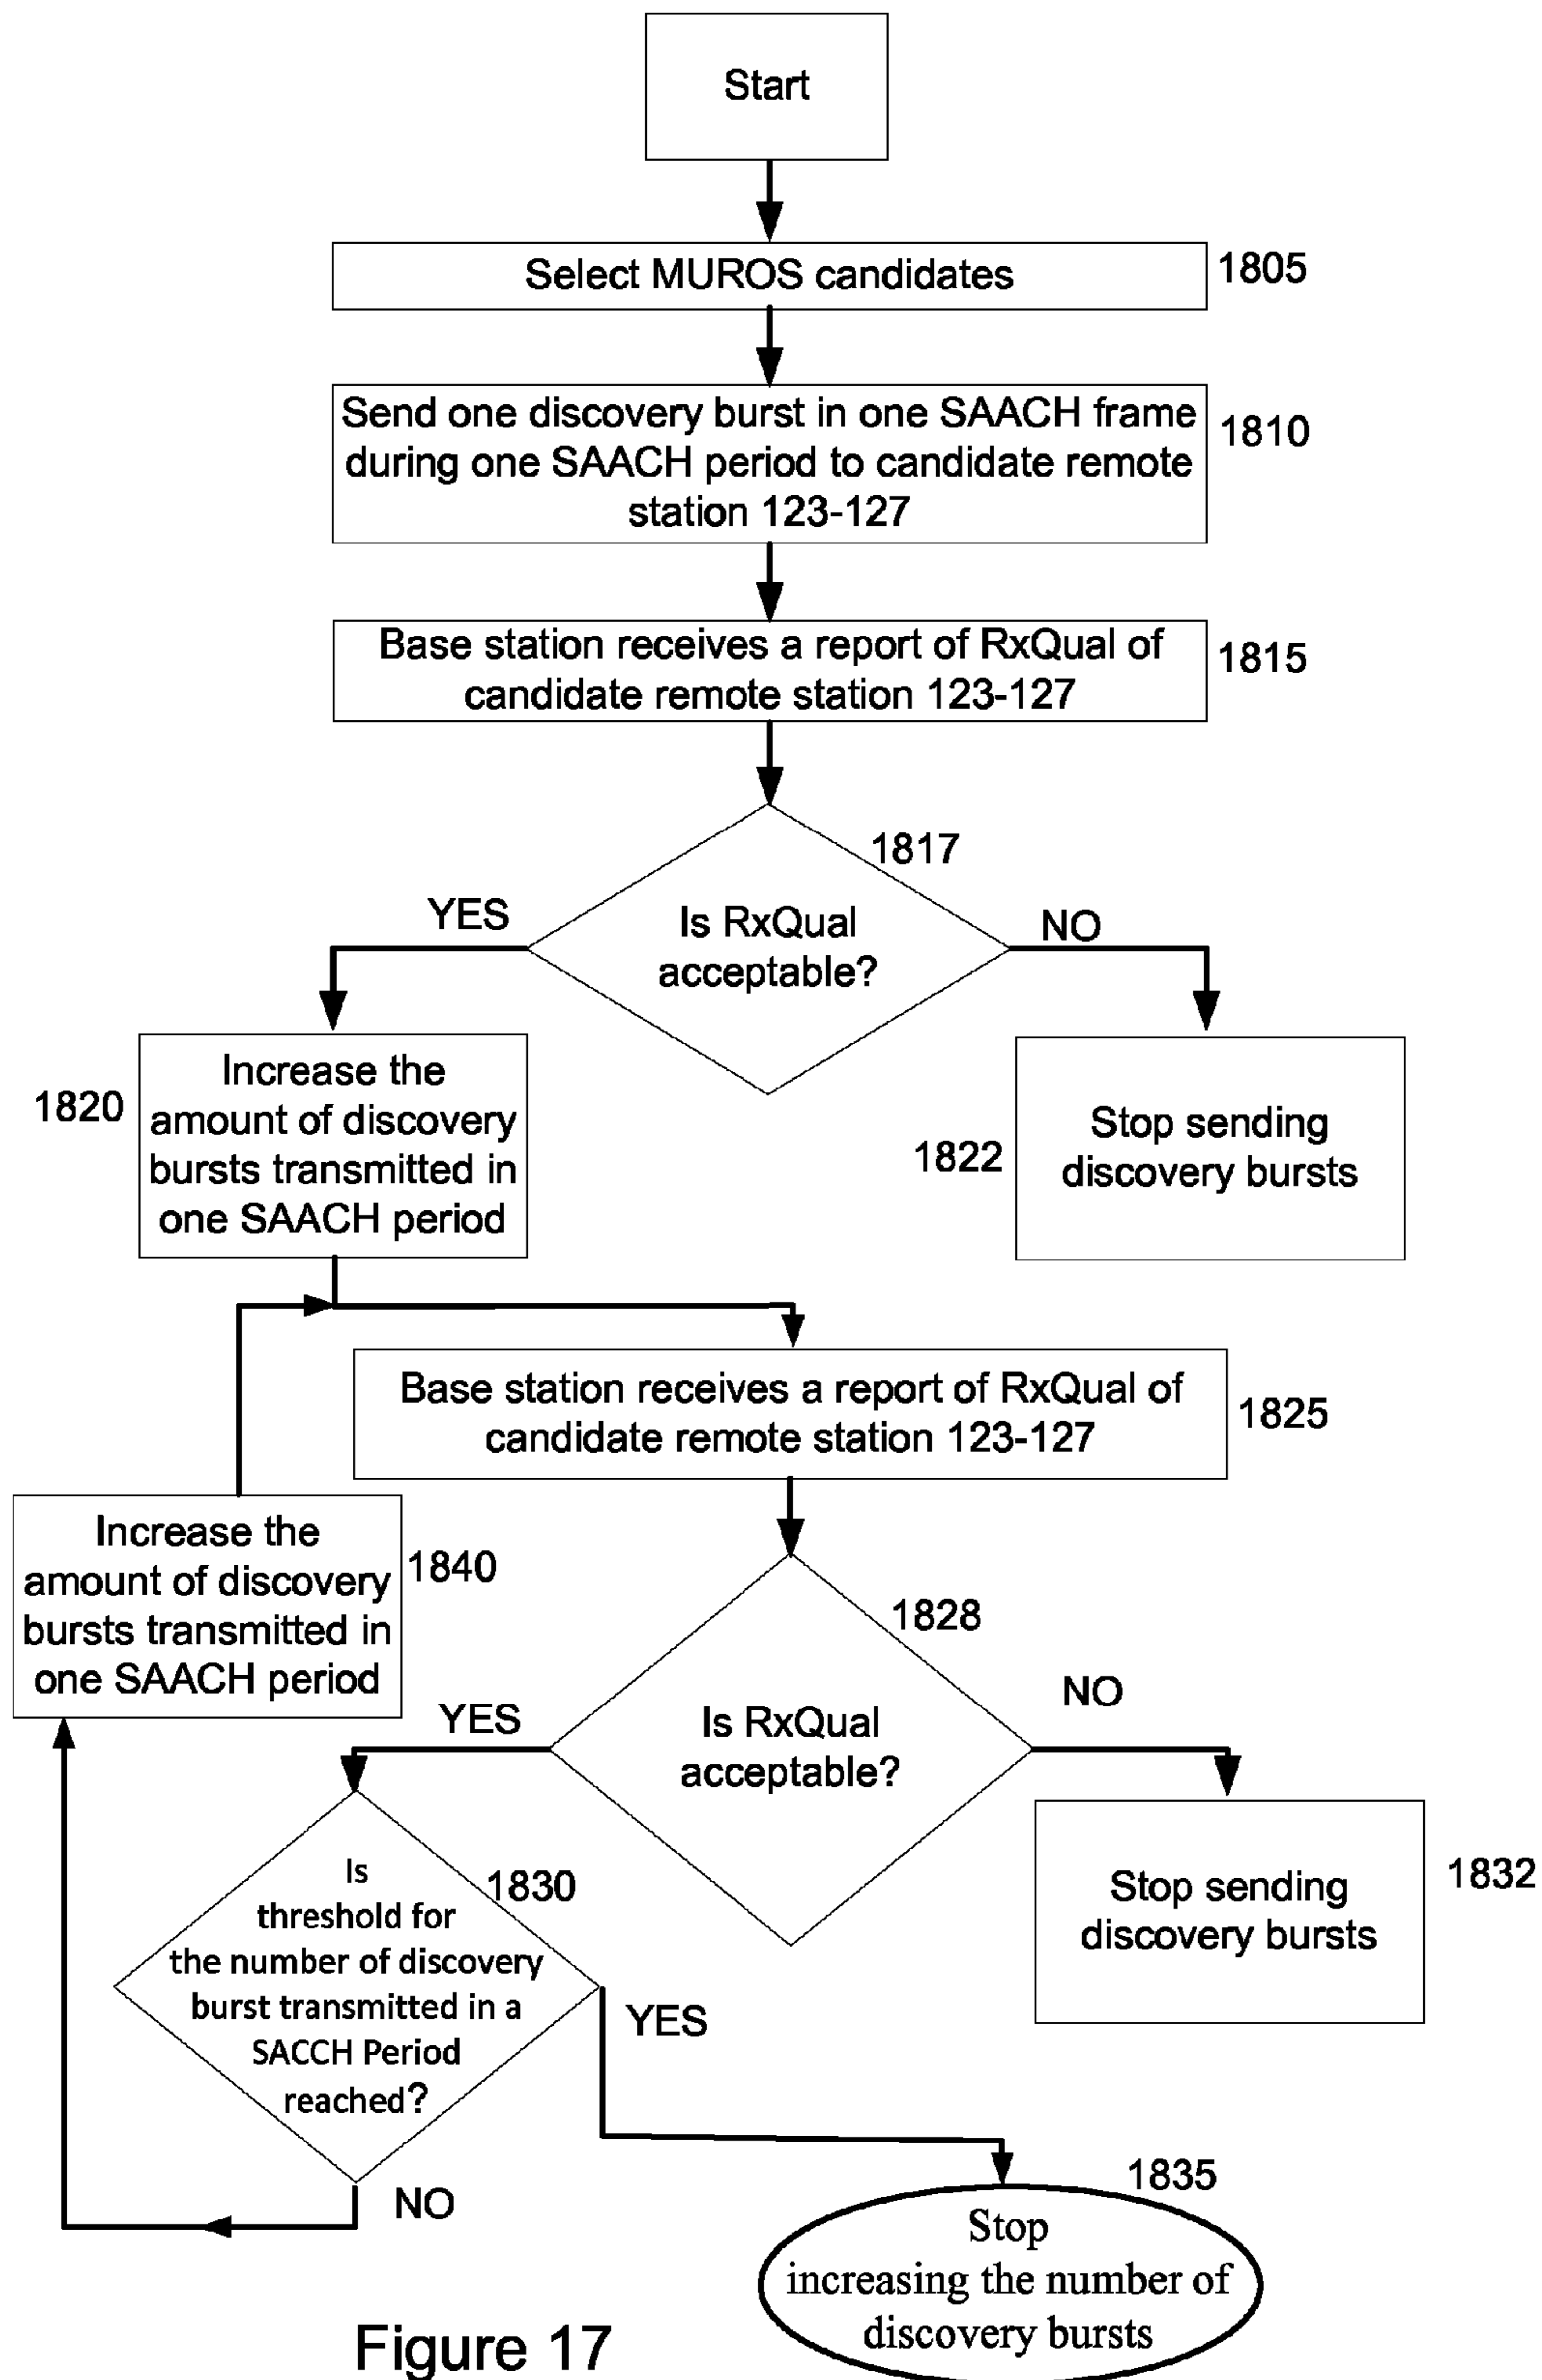 Start
Select MUROS candidates
1805
Send one discovery burst in one SAACH frame
during one SAACH period to candidate remote
station 123-127
1810
Base station receives a report of RxQual of
candidate remote station 123-127
1815
1817
Is RxQual
acceptable?
YES
NO
1820
Increase the
amount of discovery
bursts transmitted in
one SAACH period
1822
Stop sending
discovery bursts
Base station receives a report of RxQual of
candidate remote station 123-127
1825
Increase the
amount of discovery
bursts transmitted in
one SAACH period
1840
1828
Is RxQual
acceptable?
YES
NO
Is
threshold for
the number of discovery
burst transmitted in a
SACCH Period
reached?
1830
Stop sending
discovery bursts
1832
YES
NO
1835
Stop
increasing the number of
discovery bursts
Figure 17